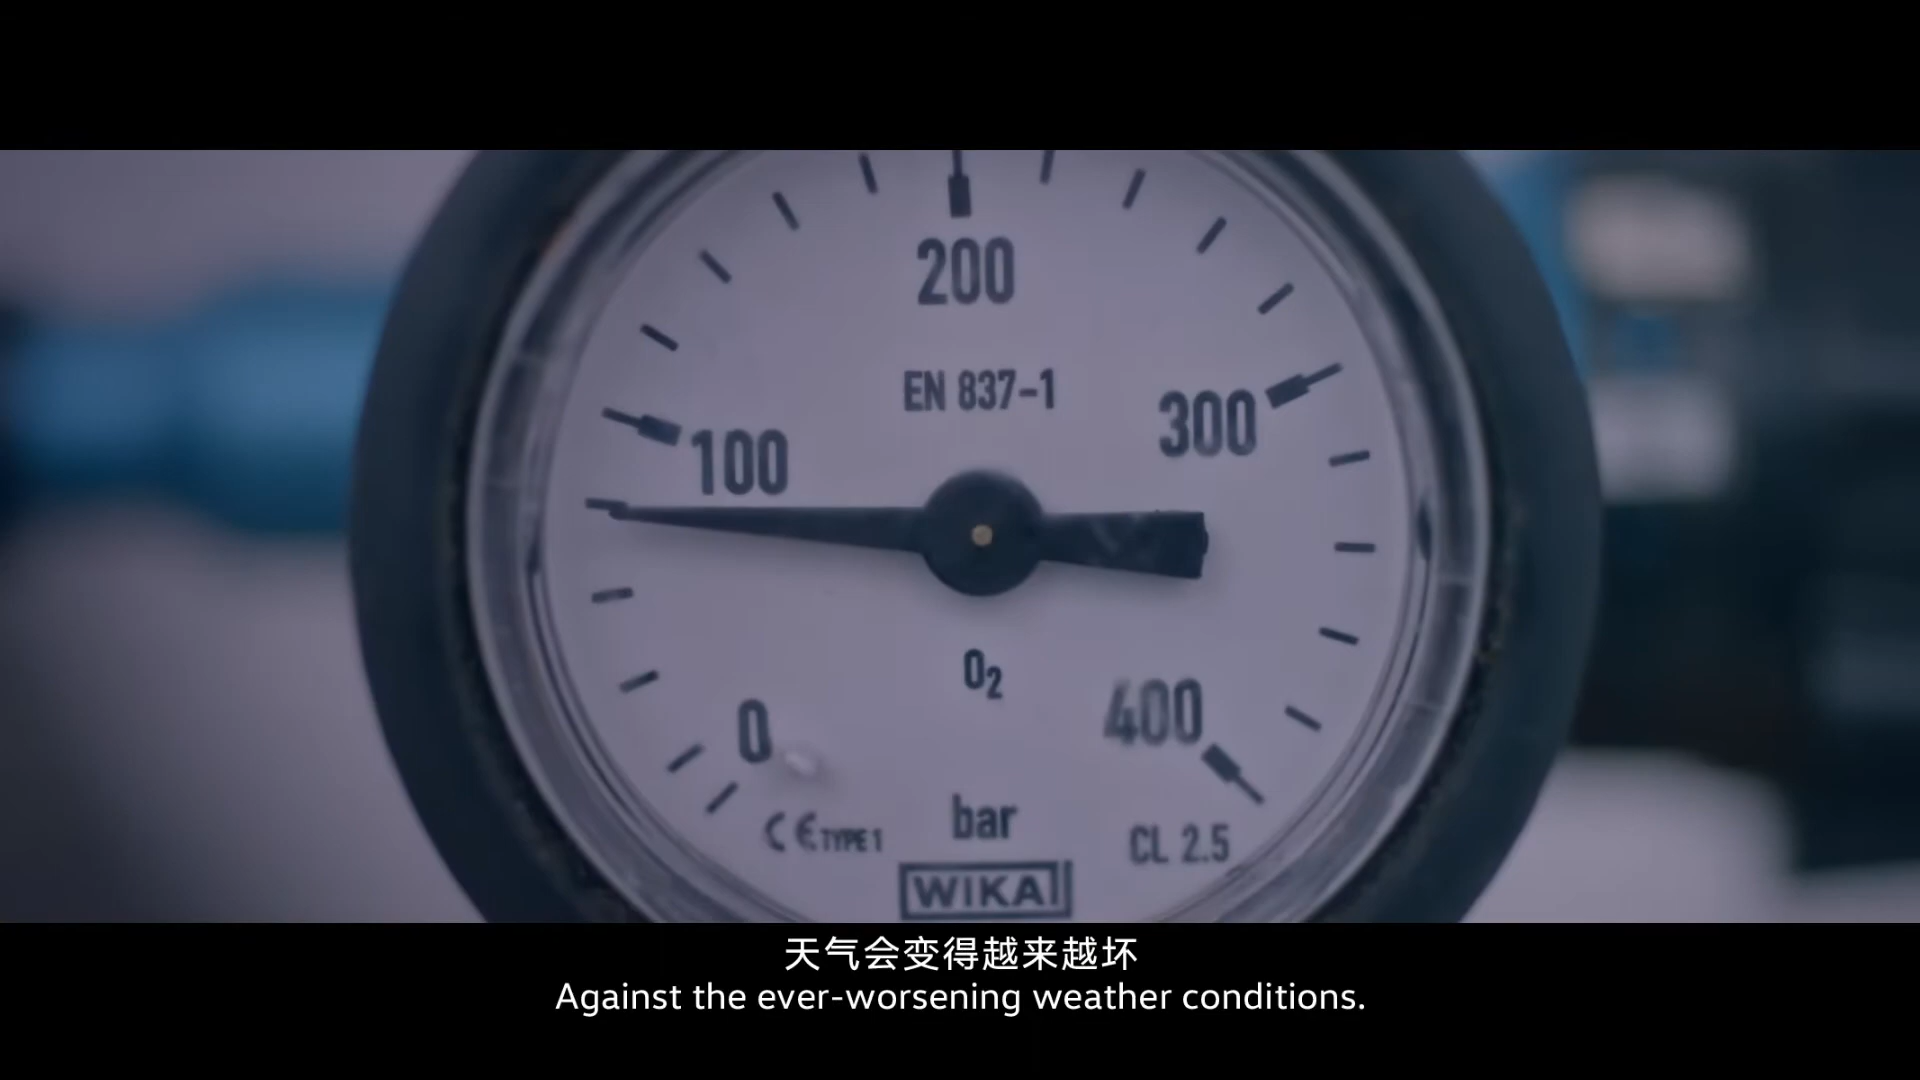 200
EN 837-1
300
100
O₂
0
400
bar
CE TYPE 1
CL 2.5
WIKA
天气会变得越来越坏
Against the ever-worsening weather conditions.